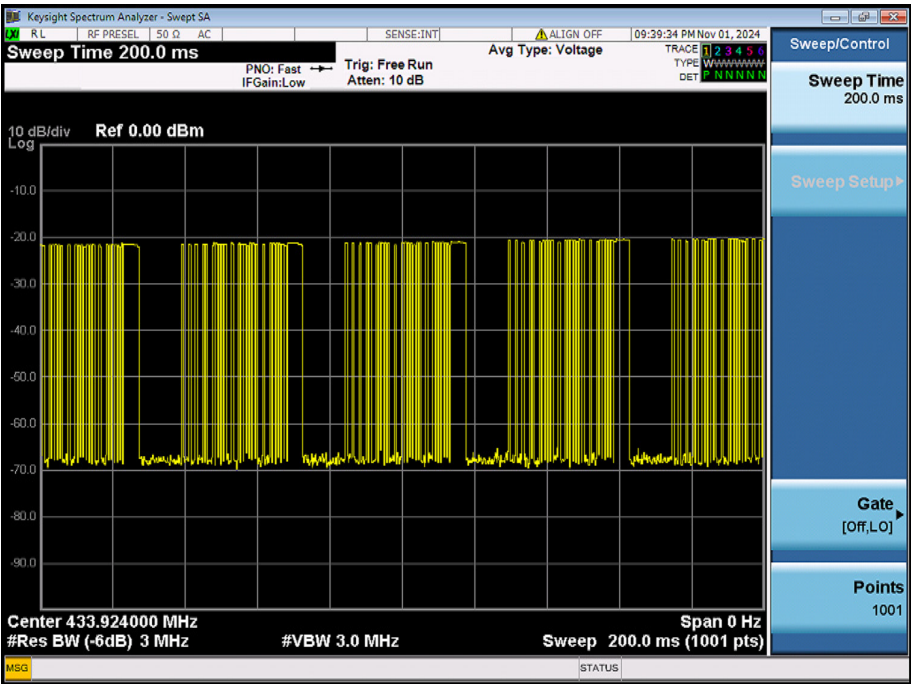 Keysight Spectrum Analyzer - Swept SA
LXI RL RF PRESEL 50 Ω AC SENSE:INT ALIGN OFF 09:39:34 PM Nov 01, 2024
Sweep Time 200.0 ms
PNO: Fast
IFGain:Low
Trig: Free Run
Atten: 10 dB
Avg Type: Voltage
TRACE 1 2 3 4 5 6
TYPE WWWWWW
DET P N N N N N
10 dB/div Ref 0.00 dBm
Log
-10.0
-20.0
-30.0
-40.0
-50.0
-60.0
-70.0
-80.0
-90.0
Center 433.924000 MHz Span 0 Hz
#Res BW (-6dB) 3 MHz #VBW 3.0 MHz Sweep 200.0 ms (1001 pts)
MSG STATUS
Sweep/Control
Sweep Time
200.0 ms
Sweep Setup
Gate
[Off,LO]
Points
1001